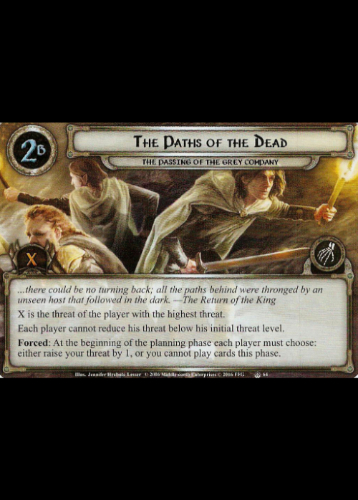 2B
THE PATHS OF THE DEAD
THE PASSING OF THE GREY COMPANY
X
...there could be no turning back; all the paths behind were thronged by an
unseen host that followed in the dark. —The Return of the King
X is the threat of the player with the highest threat.
Each player cannot reduce his threat below his initial threat level.
Forced: At the beginning of the planning phase each player must choose:
either raise your threat by 1, or you cannot play cards this phase.
© 2016 FFG